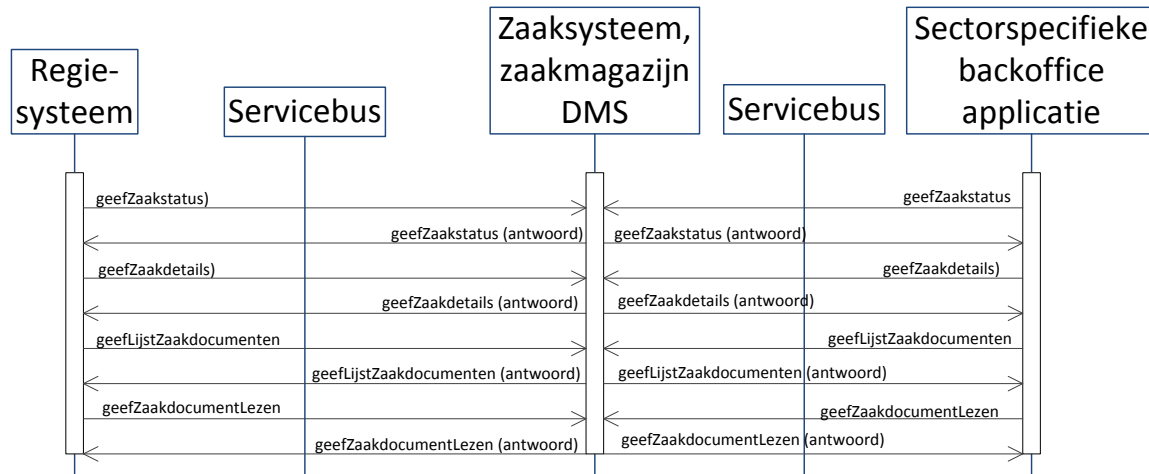 Regie-
systeem
Servicebus
Zaaksysteem,
zaakmagazijn
DMS
Servicebus
Sectorspecifieke
backoffice
applicatie
geefZaakstatus)
geefZaakstatus
geefZaakstatus (antwoord)
geefZaakstatus (antwoord)
geefZaakdetails)
geefZaakdetails)
geefZaakdetails (antwoord)
geefZaakdetails (antwoord)
geefLijstZaakdocumenten
geefLijstZaakdocumenten
geefLijstZaakdocumenten (antwoord)
geefLijstZaakdocumenten (antwoord)
geefZaakdocumentLezen
geefZaakdocumentLezen
geefZaakdocumentLezen (antwoord)
geefZaakdocumentLezen (antwoord)